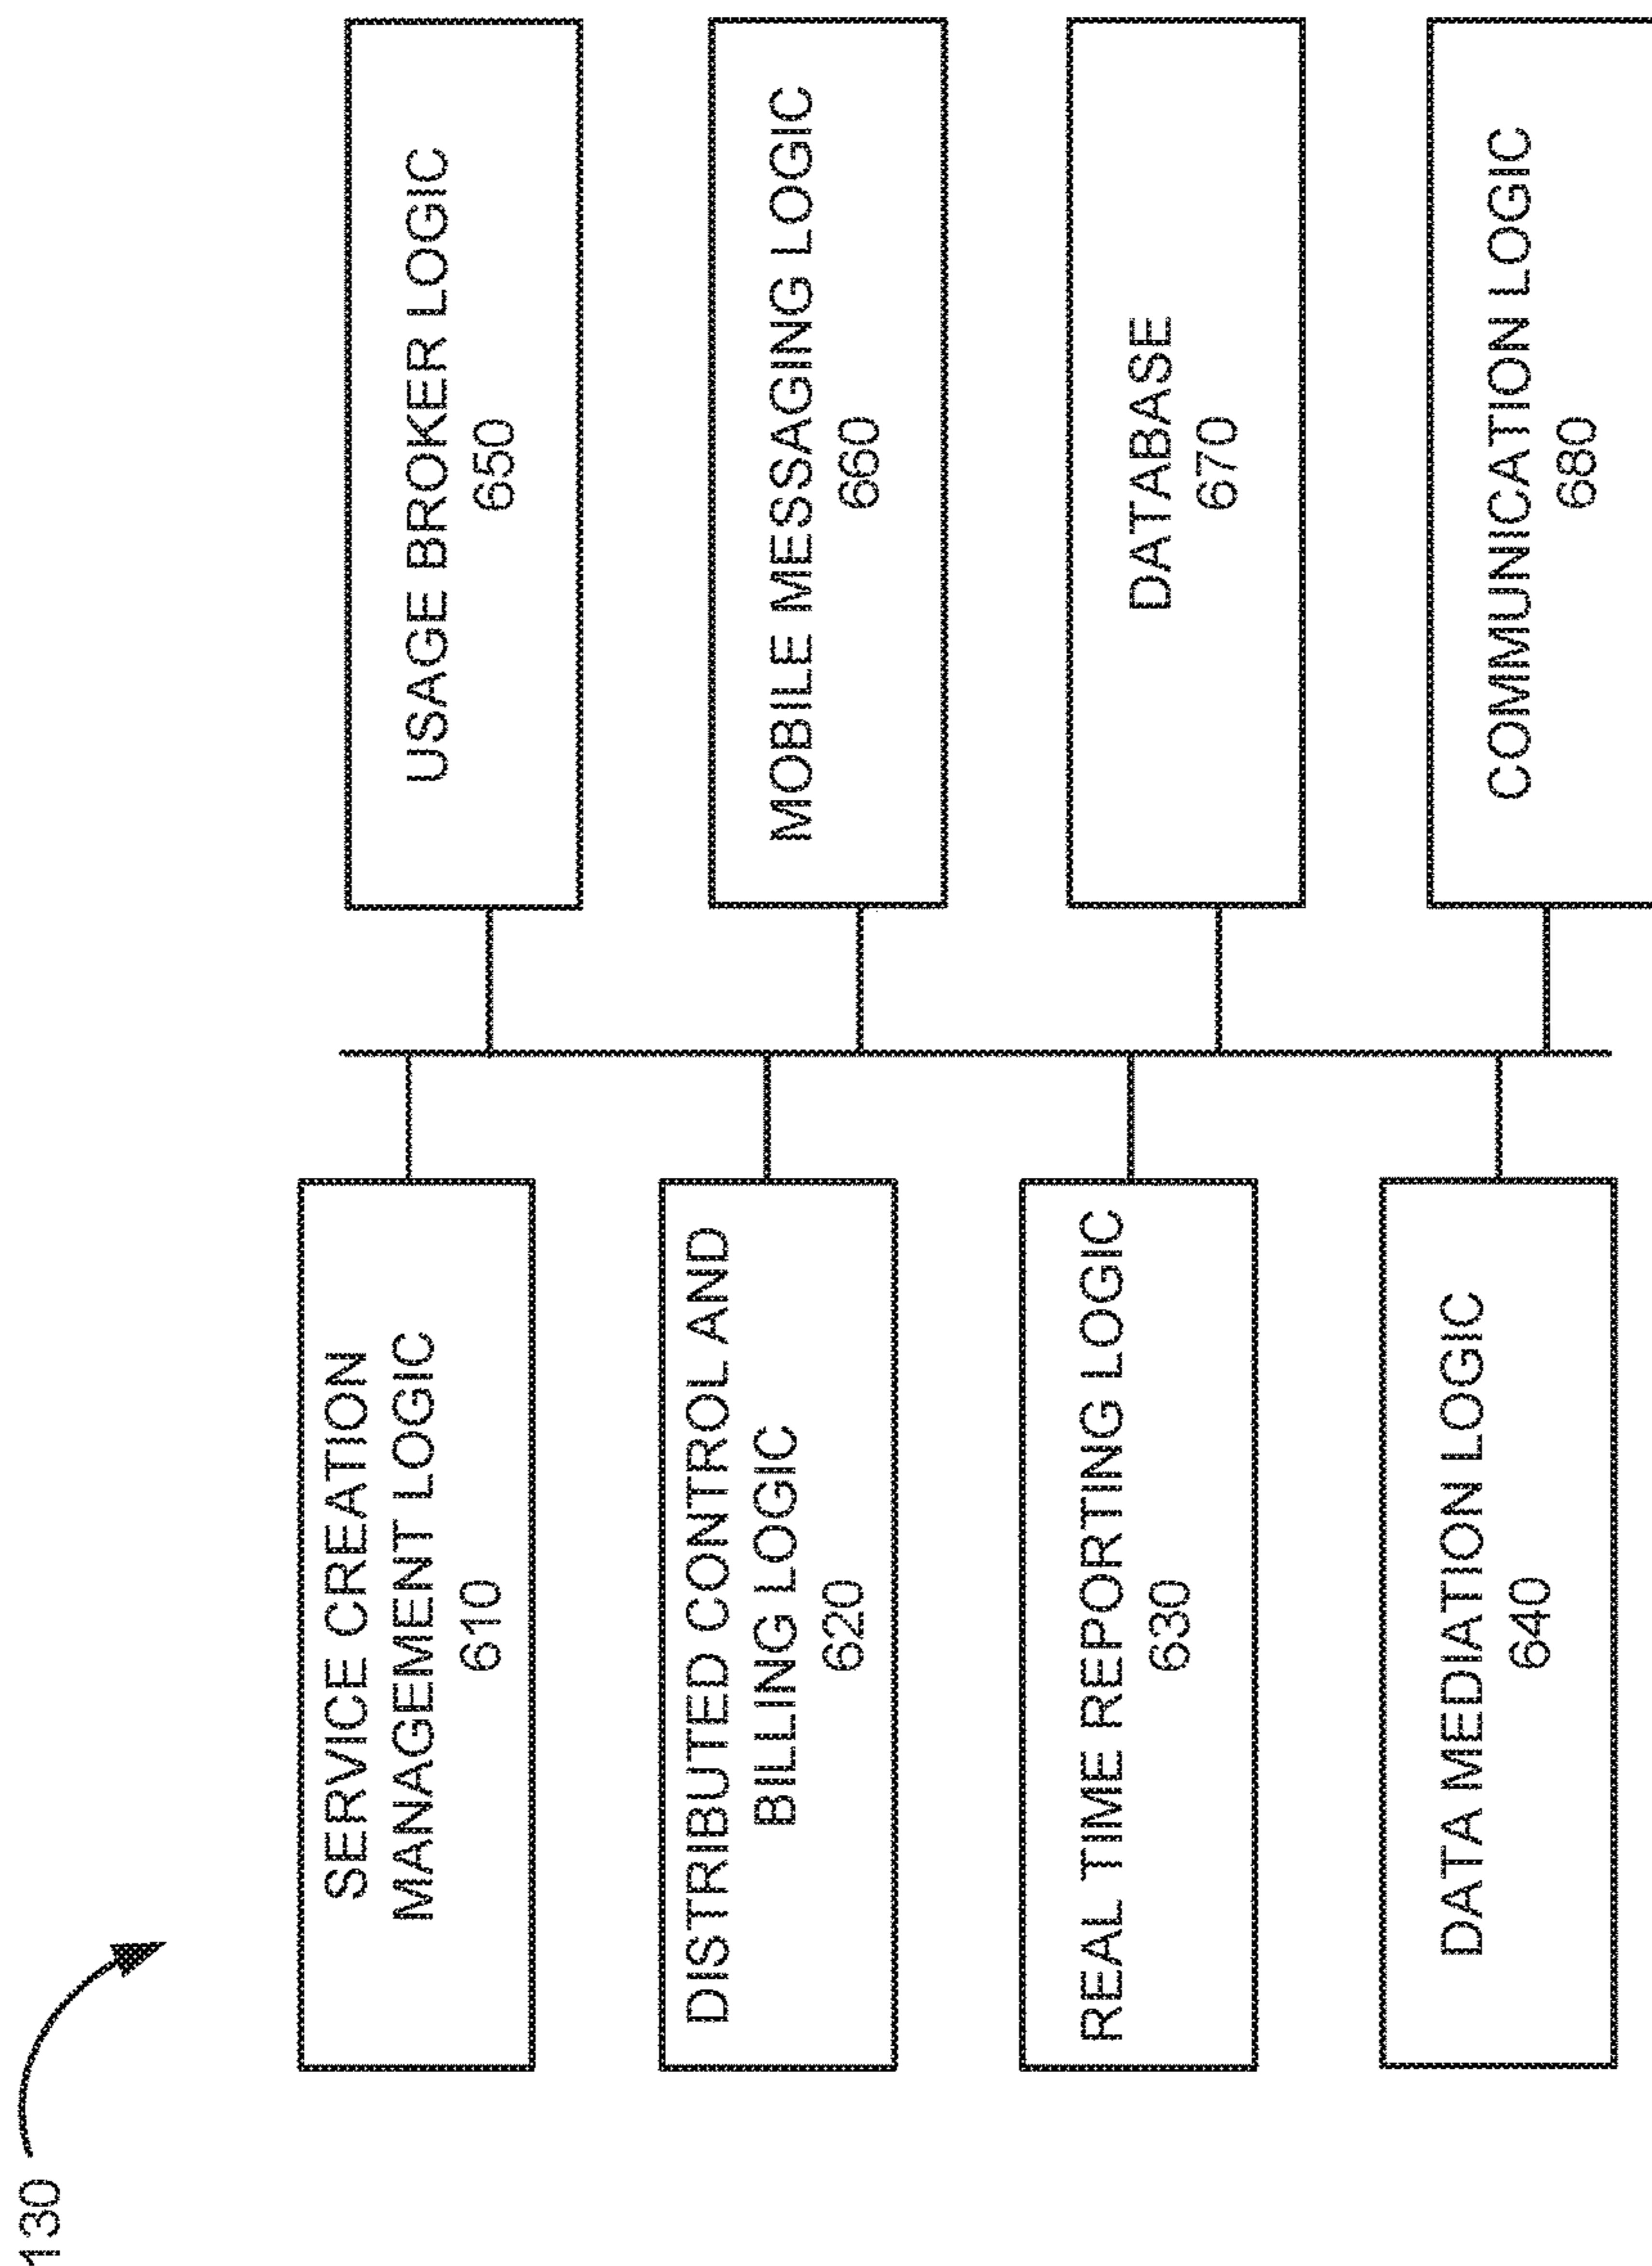 130
SERVICE CREATION
MANAGEMENT LOGIC
610
DISTRIBUTED CONTROL AND
BILLING LOGIC
620
REAL TIME REPORTING LOGIC
630
DATA MEDIATION LOGIC
640
USAGE BROKER LOGIC
650
MOBILE MESSAGING LOGIC
660
DATABASE
670
COMMUNICATION LOGIC
680